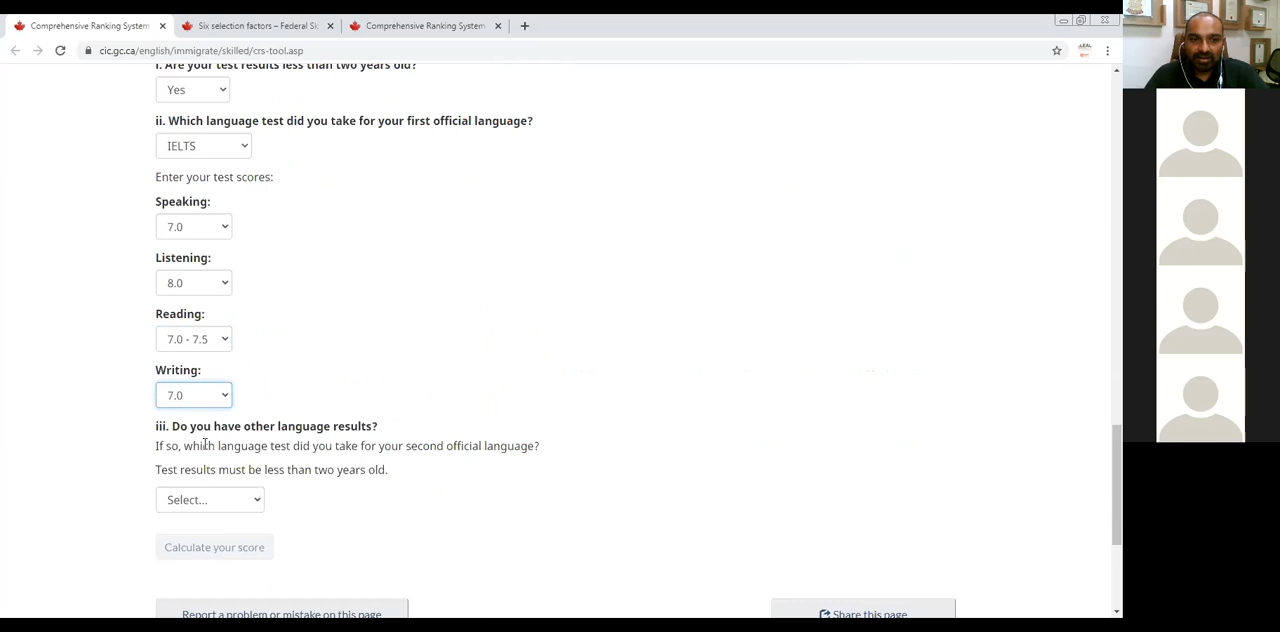 Comprehensive Ranking System
Six selection factors – Federal Sk
Comprehensive Ranking System
cic.gc.ca/english/immigrate/skilled/crs-tool.asp
i. Are your test results less than two years old?
Yes
ii. Which language test did you take for your first official language?
IELTS
Enter your test scores:
Speaking:
7.0
Listening:
8.0
Reading:
7.0 - 7.5
Writing:
7.0
iii. Do you have other language results?
If so, which language test did you take for your second official language?
Test results must be less than two years old.
Select...
Calculate your score
Report a problem or mistake on this page
Share this page